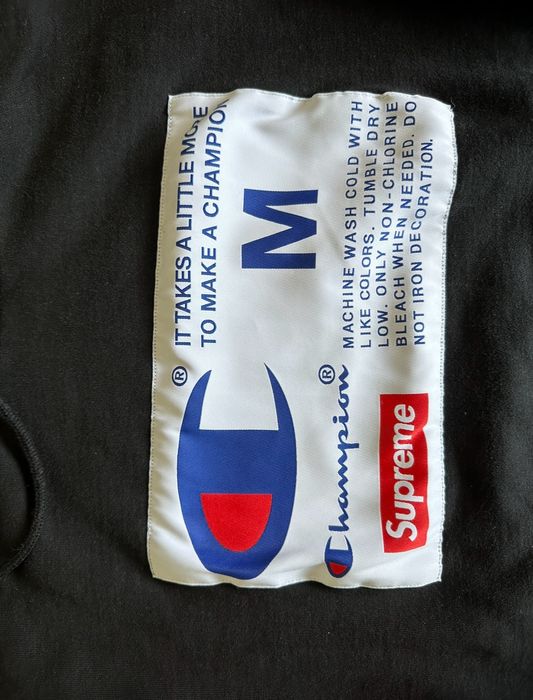 ®
IT TAKES A LITTLE MORE
TO MAKE A CHAMPION
M
Champion®
MACHINE WASH COLD WITH
LIKE COLORS. TUMBLE DRY
LOW. ONLY NON-CHLORINE
BLEACH WHEN NEEDED. DO
NOT IRON DECORATION.
Supreme